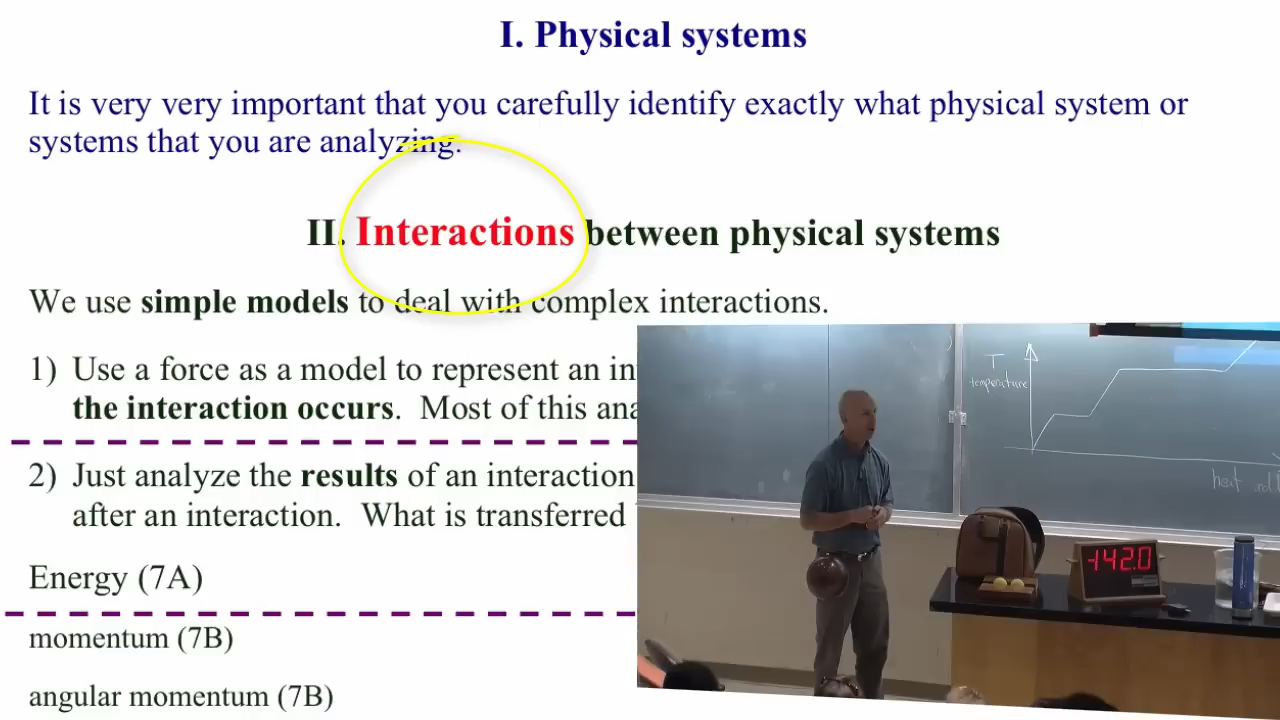 I. Physical systems
It is very very important that you carefully identify exactly what physical system or
systems that you are analyzing.
II. Interactions between physical systems
We use simple models to deal with complex interactions.
1) Use a force as a model to represent an in
the interaction occurs. Most of this ana
2) Just analyze the results of an interaction
after an interaction. What is transferred
Energy (7A)
momentum (7B)
angular momentum (7B)
T
temperature
heat
-142.0